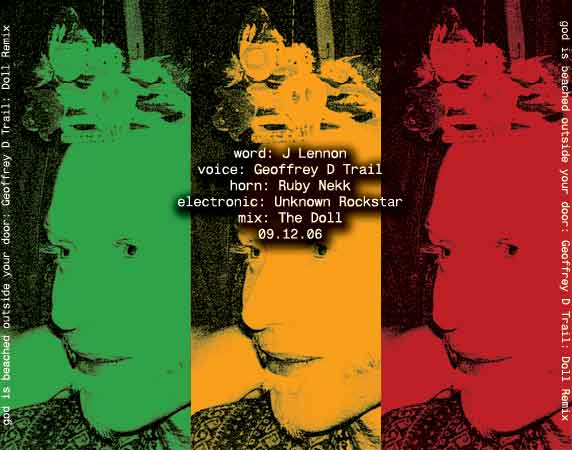 god is beached outside your door: Geoffrey D Trail: Doll Remix
word: J Lennon
voice: Geoffrey D Trail
horn: Ruby Nekk
electronic: Unknown Rockstar
mix: The Doll
09.12.06
god is beached outside your door: Geoffrey D Trail: Doll Remix